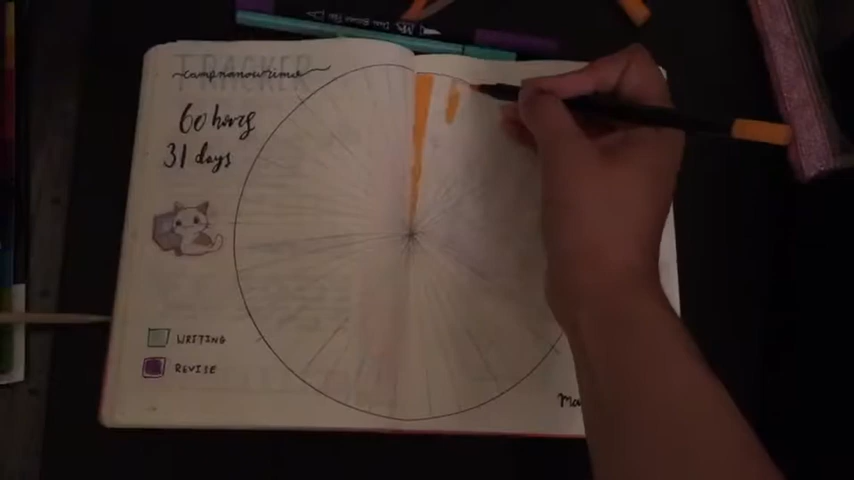 TRACKER
~campnanowrimo~
60 hours
31 days
WRITING
REVISE